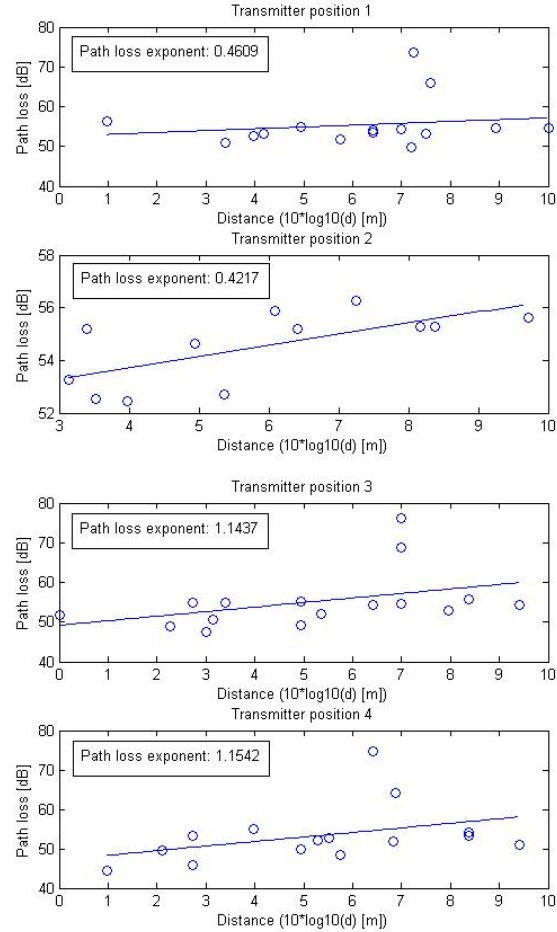 Transmitter position 1
80
70
60
50
40
Path loss [dB]
Path loss exponent: 0.4609
0 1 2 3 4 5 6 7 8 9 10
Distance (10*log10(d) [m])
Transmitter position 2
58
56
54
52
Path loss [dB]
Path loss exponent: 0.4217
3 4 5 6 7 8 9 10
Distance (10*log10(d) [m])
Transmitter position 3
80
70
60
50
40
Path loss [dB]
Path loss exponent: 1.1437
0 1 2 3 4 5 6 7 8 9 10
Distance (10*log10(d) [m])
Transmitter position 4
80
70
60
50
40
Path loss [dB]
Path loss exponent: 1.1542
0 1 2 3 4 5 6 7 8 9 10
Distance (10*log10(d) [m])